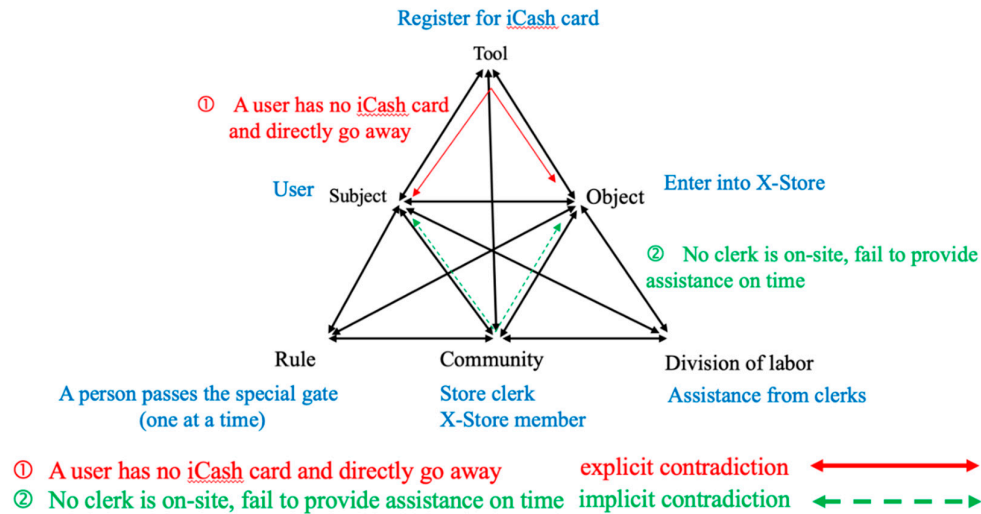 Register for iCash card
Tool
① A user has no iCash card
and directly go away
User
Subject
Object
Enter into X-Store
② No clerk is on-site, fail to provide
assistance on time
Rule
Community
Division of labor
A person passes the special gate
(one at a time)
Store clerk
X-Store member
Assistance from clerks
① A user has no iCash card and directly go away
explicit contradiction
② No clerk is on-site, fail to provide assistance on time
implicit contradiction